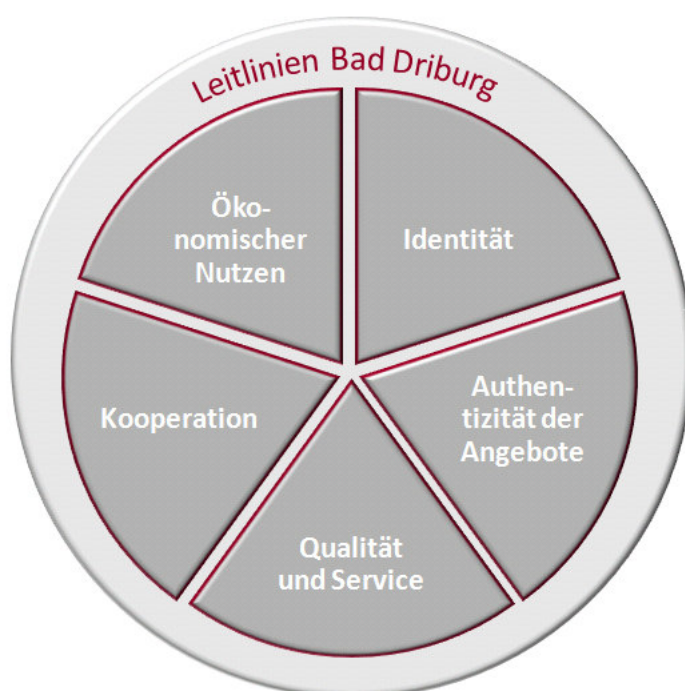 Leitlinien Bad Driburg
Öko-
nomischer
Nutzen
Identität
Kooperation
Authen-
tizität der
Angebote
Qualität
und Service